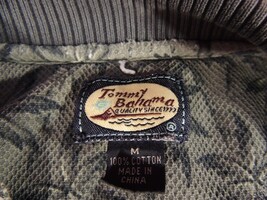 Tommy
Bahama
QUALITY SINCE 1993
®
M
100% COTTON
MADE IN
CHINA